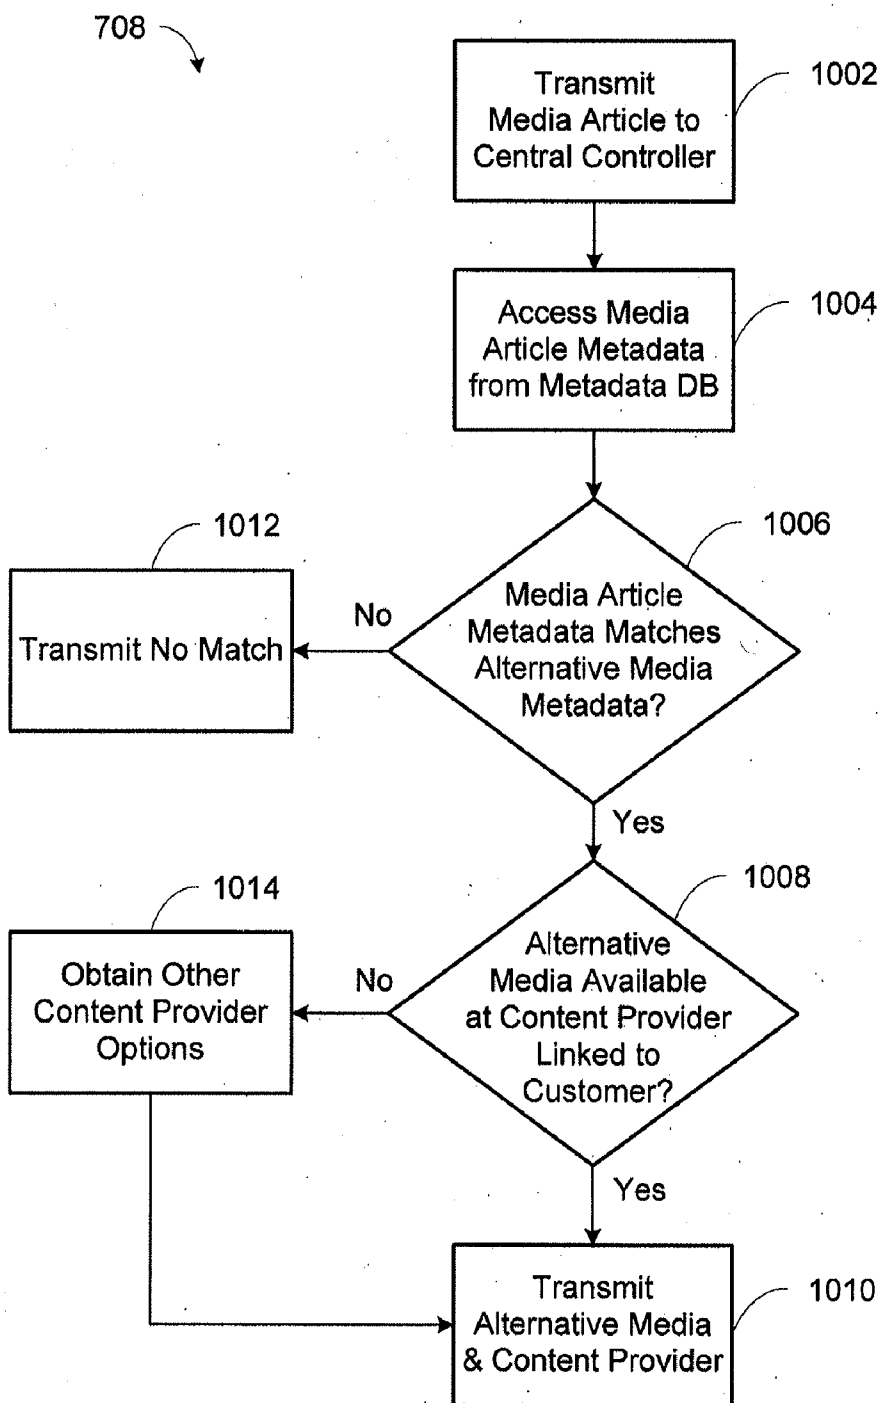 708
Transmit
Media Article to
Central Controller
1002
Access Media
Article Metadata
from Metadata DB
1004
1012
Transmit No Match
No
Media Article
Metadata Matches
Alternative Media
Metadata?
1006
Yes
1014
Obtain Other
Content Provider
Options
No
Alternative
Media Available
at Content Provider
Linked to
Customer?
1008
Yes
Transmit
Alternative Media
& Content Provider
1010